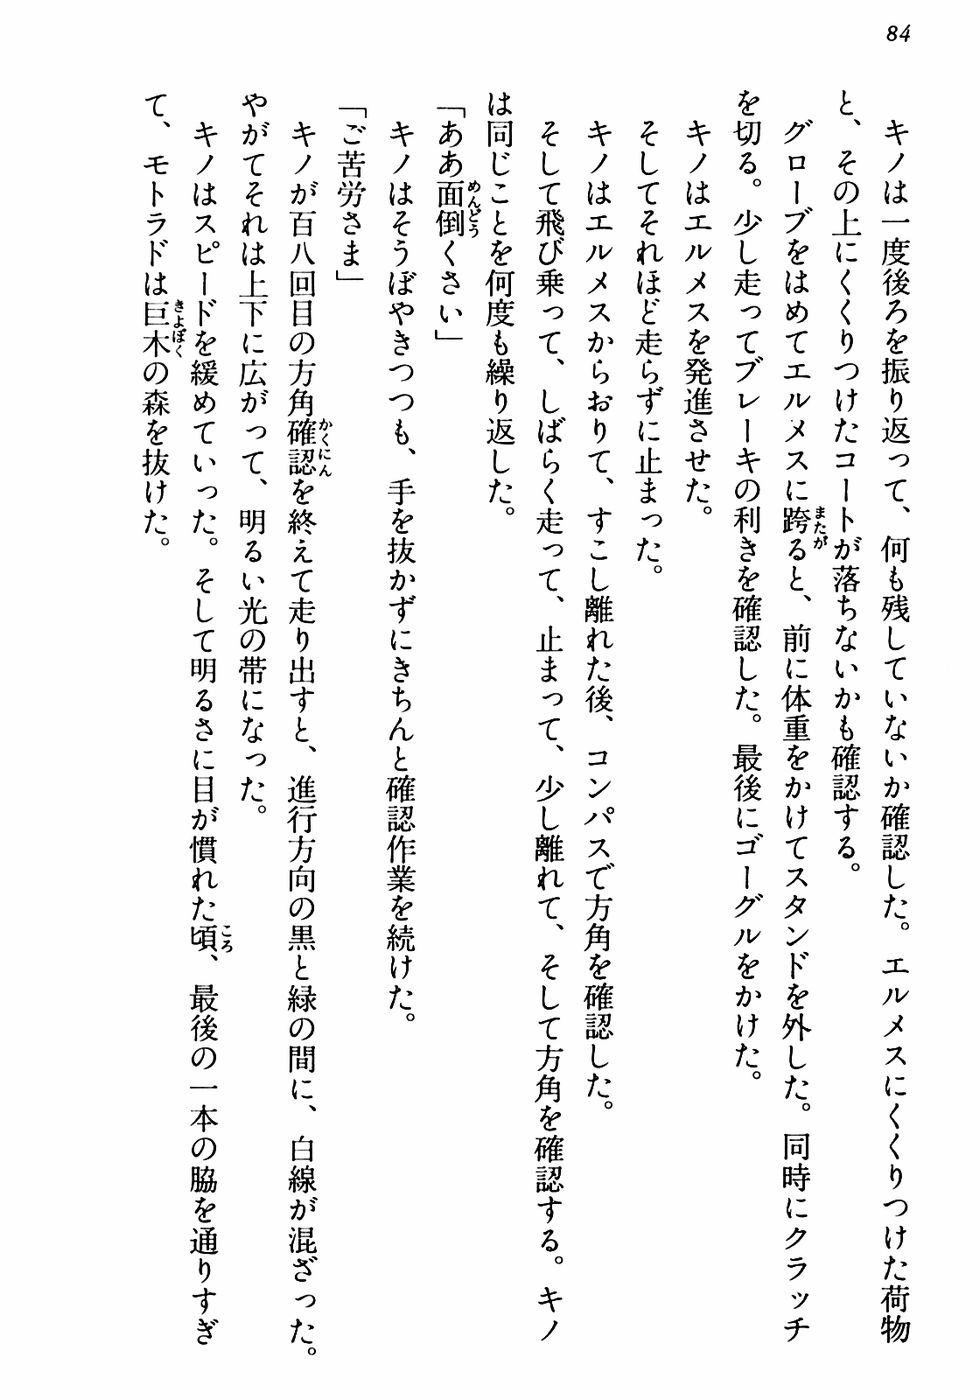 84
キノは一度後ろを振り返って、何も残していないか確認した。エルメスにくくりつけた荷物
と、その上にくくりつけたコートが落ちないかも確認する。
グローブをはめてエルメスに跨ると、前に体重をかけてスタンドを外した。同時にクラッチ
を切る。少し走ってブレーキの利きを確認した。最後にゴーグルをかけた。
キノはエルメスを発進させた。
そしてそれほど走らずに止まった。
キノはエルメスからおりて、すこし離れた後、コンパスで方角を確認した。
そして飛び乗って、しばらく走って、止まって、少し離れて、そして方角を確認する。キノ
は同じことを何度も繰り返した。
「ああ面倒くさい」
キノはそうぼやきつつも、手を抜かずにきちんと確認作業を続けた。
「ご苦労さま」
キノが百八回目の方角確認を終えて走り出すと、進行方向の黒と緑の間に、白線が混ざった。
やがてそれは上下に広がって、明るい光の帯になった。
キノはスピードを緩めていった。そして明るさに目が慣れた頃、最後の一本の脇を通りすぎ
て、モトラドは巨木の森を抜けた。